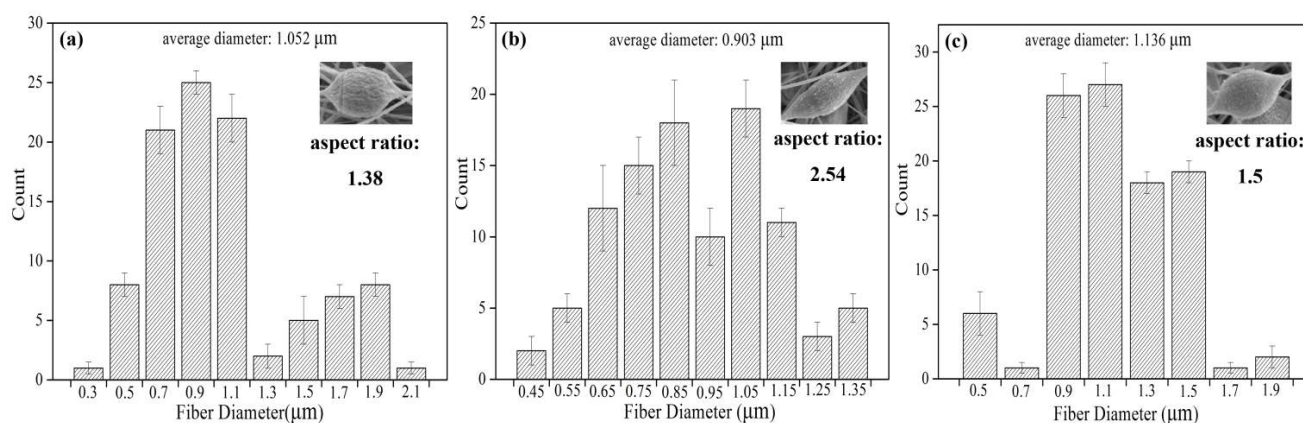 (a)
average diameter: 1.052 μm
aspect ratio:
1.38
Count
30
25
20
15
10
5
0
0.3 0.5 0.7 0.9 1.1 1.3 1.5 1.7 1.9 2.1
Fiber Diameter(μm)
(b)
average diameter: 0.903 μm
aspect ratio:
2.54
Count
25
20
15
10
5
0
0.45 0.55 0.65 0.75 0.85 0.95 1.05 1.15 1.25 1.35
Fiber Diameter(μm)
(c)
average diameter: 1.136 μm
aspect ratio:
1.5
Count
30
25
20
15
10
5
0
0.5 0.7 0.9 1.1 1.3 1.5 1.7 1.9
Fiber Diameter(μm)